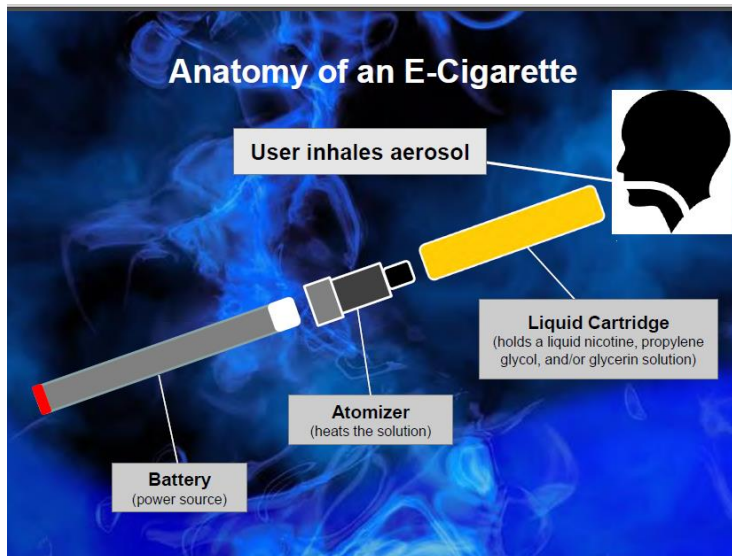 Anatomy of an E-Cigarette
User inhales aerosol
Liquid Cartridge
(holds a liquid nicotine, propylene
glycol, and/or glycerin solution)
Atomizer
(heats the solution)
Battery
(power source)